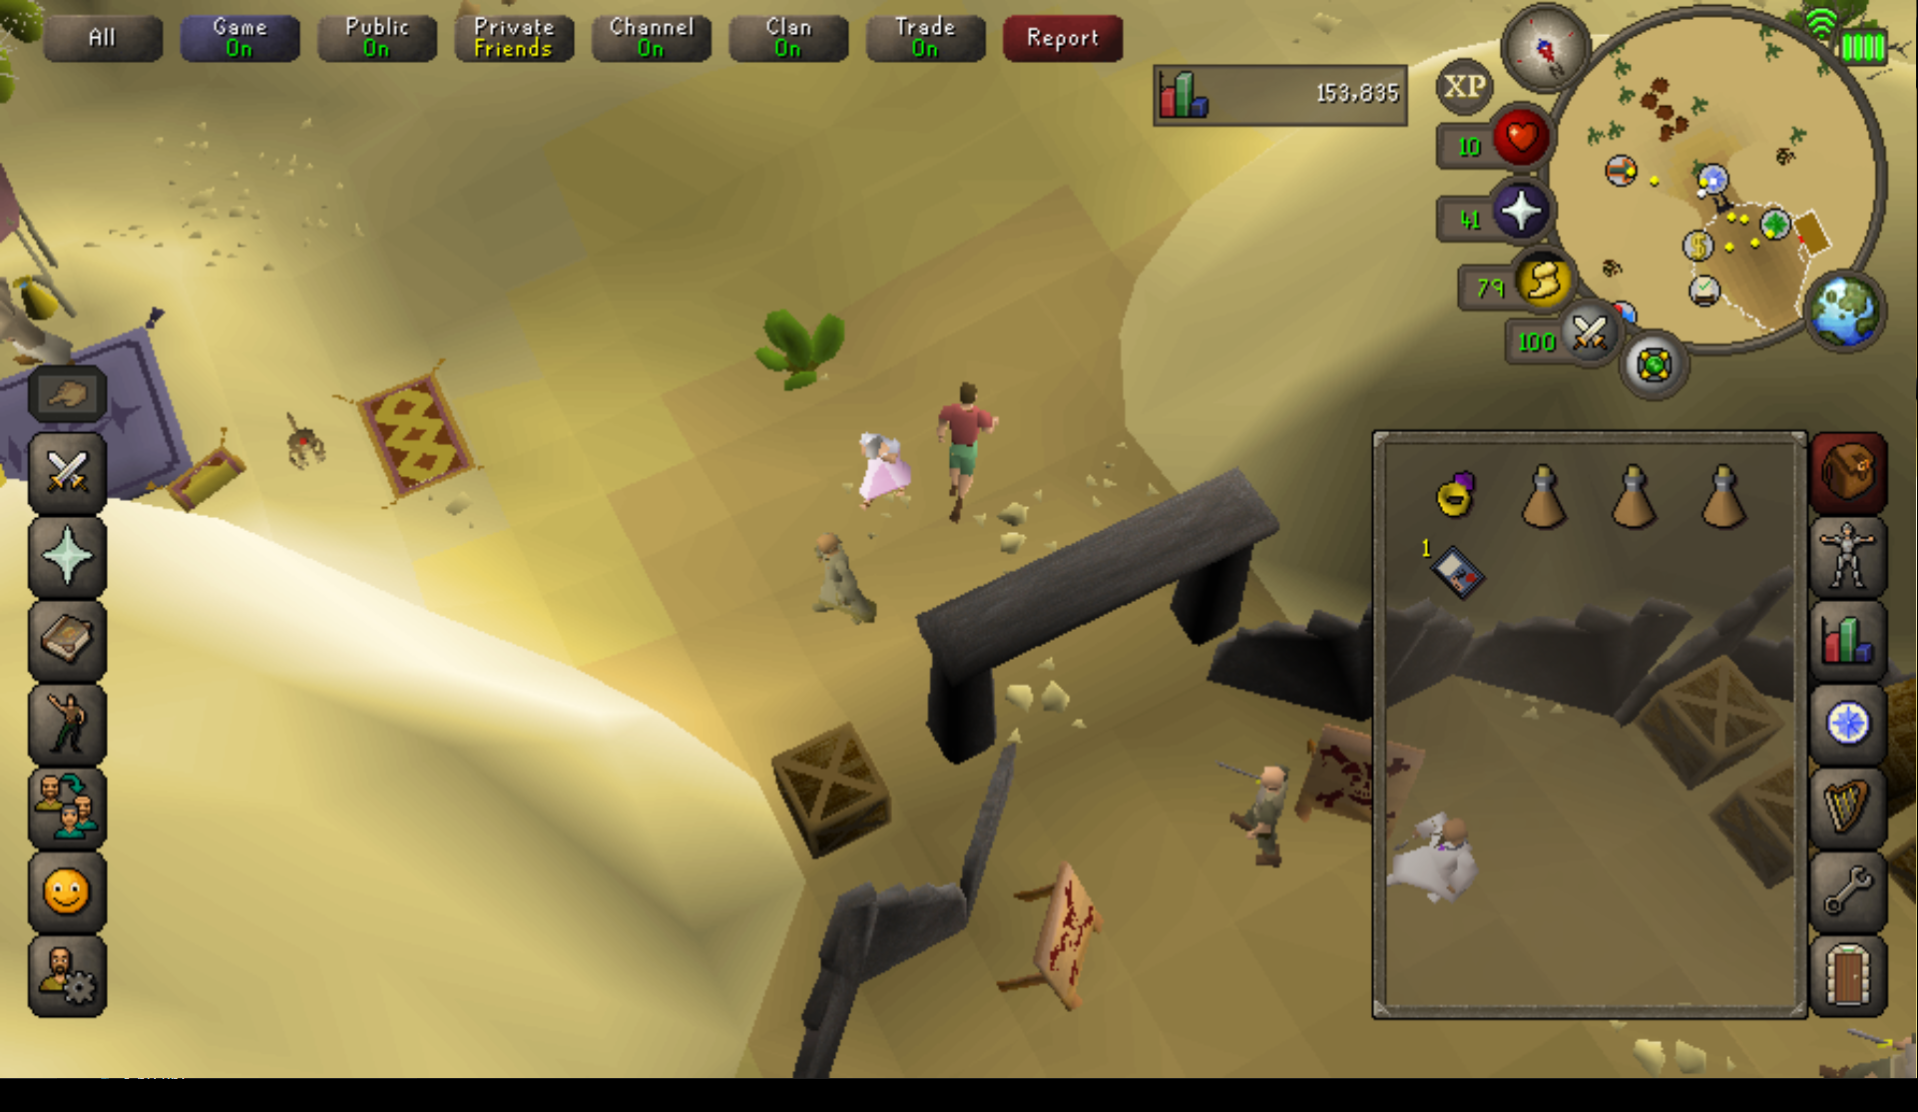 All
Game
On
Public
On
Private
Friends
Channel
On
Clan
On
Trade
On
Report
153,835
XP
10
41
79
100
1